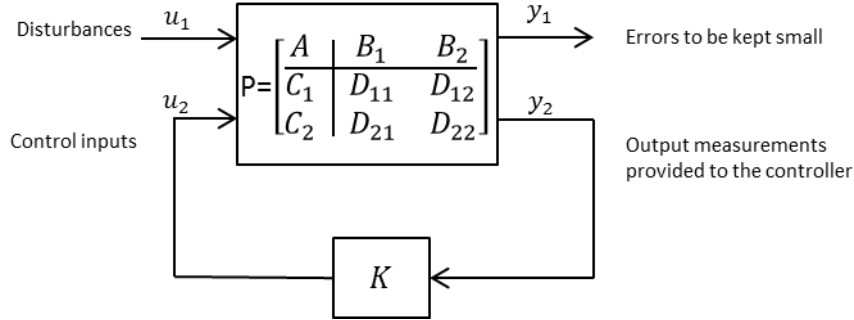 Disturbances u₁ y₁ Errors to be kept small
P= [ A B₁ B₂
C₁ D₁₁ D₁₂
C₂ D₂₁ D₂₂ ]
Control inputs u₂ y₂ Output measurements
provided to the controller
K